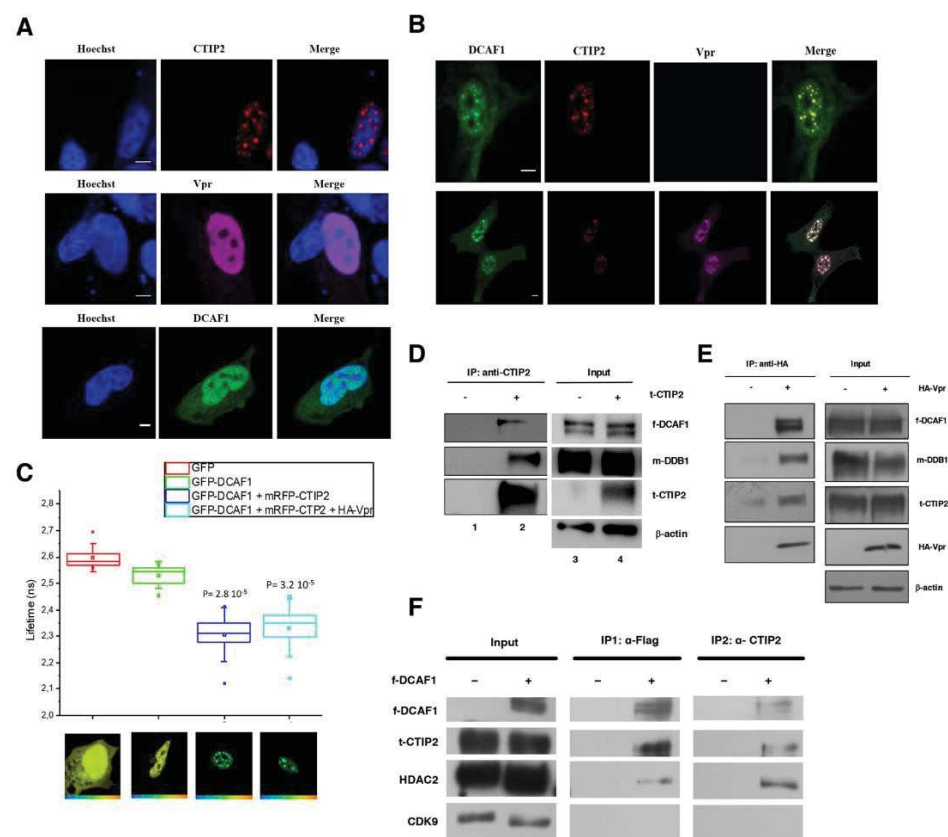 A
Hoechst CTIP2 Merge
Hoechst Vpr Merge
Hoechst DCAF1 Merge
B
DCAF1 CTIP2 Vpr Merge
C
GFP
GFP-DCAF1
GFP-DCAF1 + mRFP-CTIP2
GFP-DCAF1 + mRFP-CTP2 + HA-Vpr
Lifetime (ns)
2,8
2,7
2,6
2,5
2,4
2,3
2,2
2,1
2,0
P= 2.8 10-5
P= 3.2 10-5
D
IP: anti-CTIP2 Input
- + - + t-CTIP2
f-DCAF1
m-DDB1
t-CTIP2
β-actin
1 2 3 4
E
IP: anti-HA Input
- + - + HA-Vpr
f-DCAF1
m-DDB1
t-CTIP2
HA-Vpr
β-actin
F
Input IP1: α-Flag IP2: α- CTIP2
f-DCAF1 – + – + – +
f-DCAF1
t-CTIP2
HDAC2
CDK9